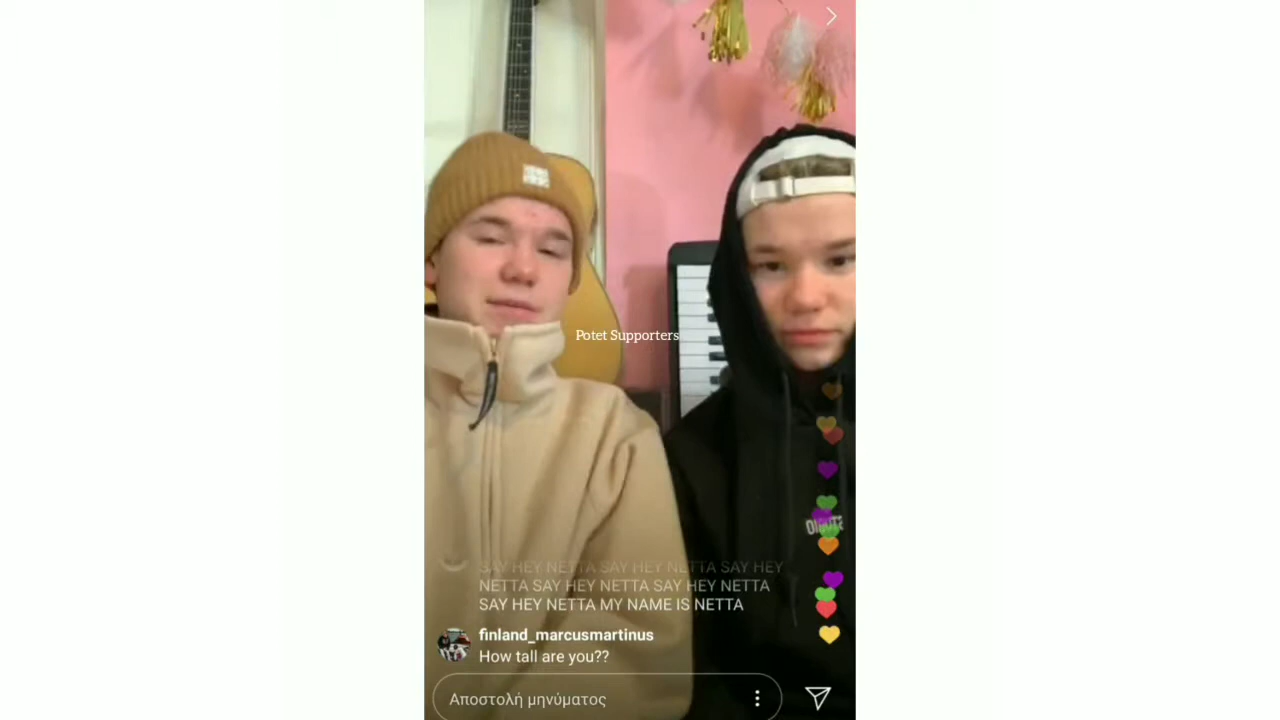 Potet Supporters
SAY HEY NETTA SAY HEY NETTA SAY HEY
NETTA SAY HEY NETTA SAY HEY NETTA
SAY HEY NETTA MY NAME IS NETTA
finland_marcusmartinus
How tall are you??
Αποστολή μηνύματος